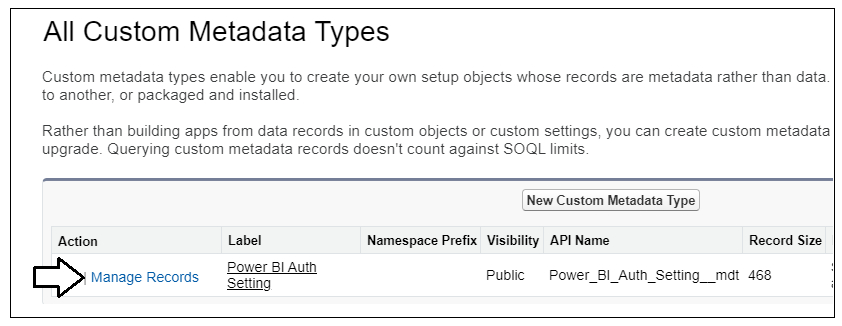 All Custom Metadata Types
Custom metadata types enable you to create your own setup objects whose records are metadata rather than data.
to another, or packaged and installed.
Rather than building apps from data records in custom objects or custom settings, you can create custom metadata
upgrade. Querying custom metadata records doesn't count against SOQL limits.
New Custom Metadata Type
Action Label Namespace Prefix Visibility API Name Record Size
| Manage Records Power BI Auth Setting Public Power_BI_Auth_Setting__mdt 468